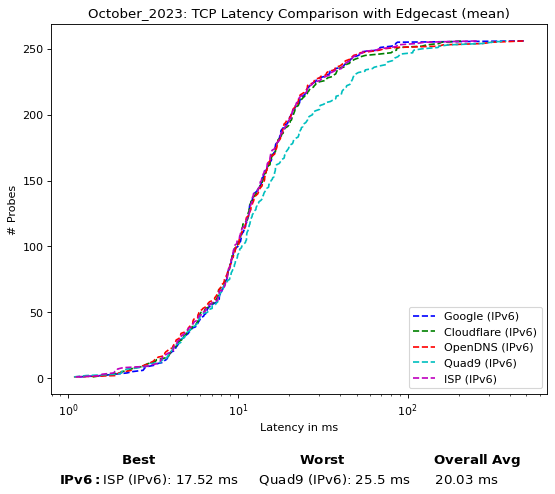 October_2023: TCP Latency Comparison with Edgecast (mean)
# Probes
250
200
150
100
50
0
10^0
10^1
10^2
Latency in ms
Google (IPv6)
Cloudflare (IPv6)
OpenDNS (IPv6)
Quad9 (IPv6)
ISP (IPv6)
Best Worst Overall Avg
IPv6: ISP (IPv6): 17.52 ms Quad9 (IPv6): 25.5 ms 20.03 ms